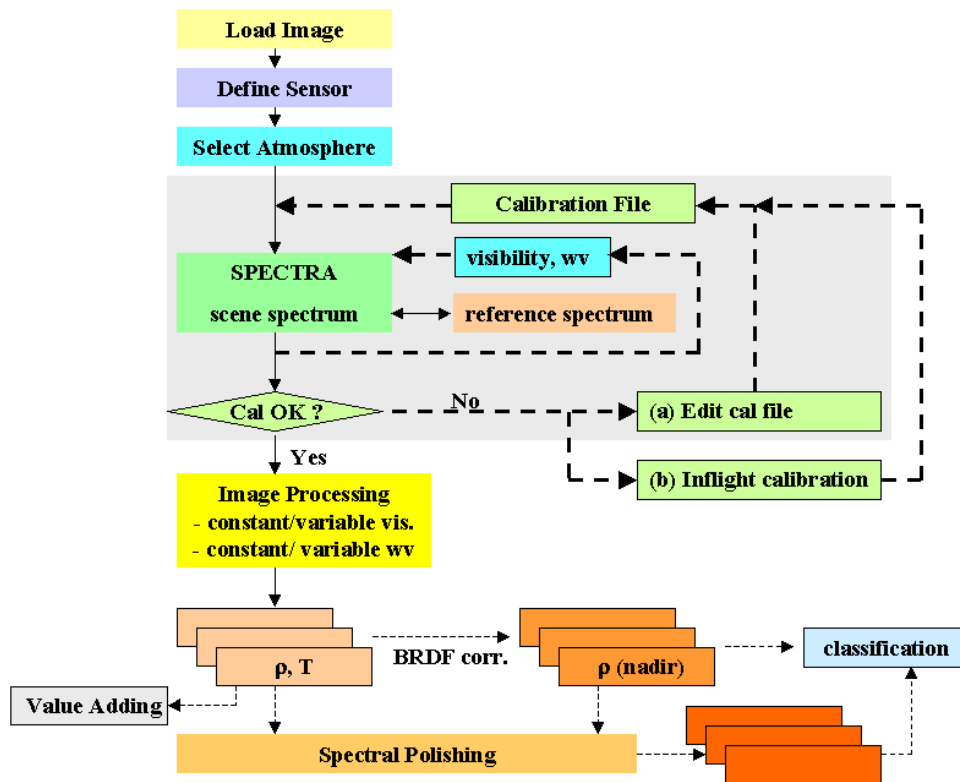 Load Image
Define Sensor
Select Atmosphere
Calibration File
SPECTRA
visibility, wv
scene spectrum
reference spectrum
Cal OK ?
No
(a) Edit cal file
Yes
(b) Inflight calibration
Image Processing
- constant/variable vis.
- constant/ variable wv
ρ, T
BRDF corr.
ρ (nadir)
classification
Value Adding
Spectral Polishing